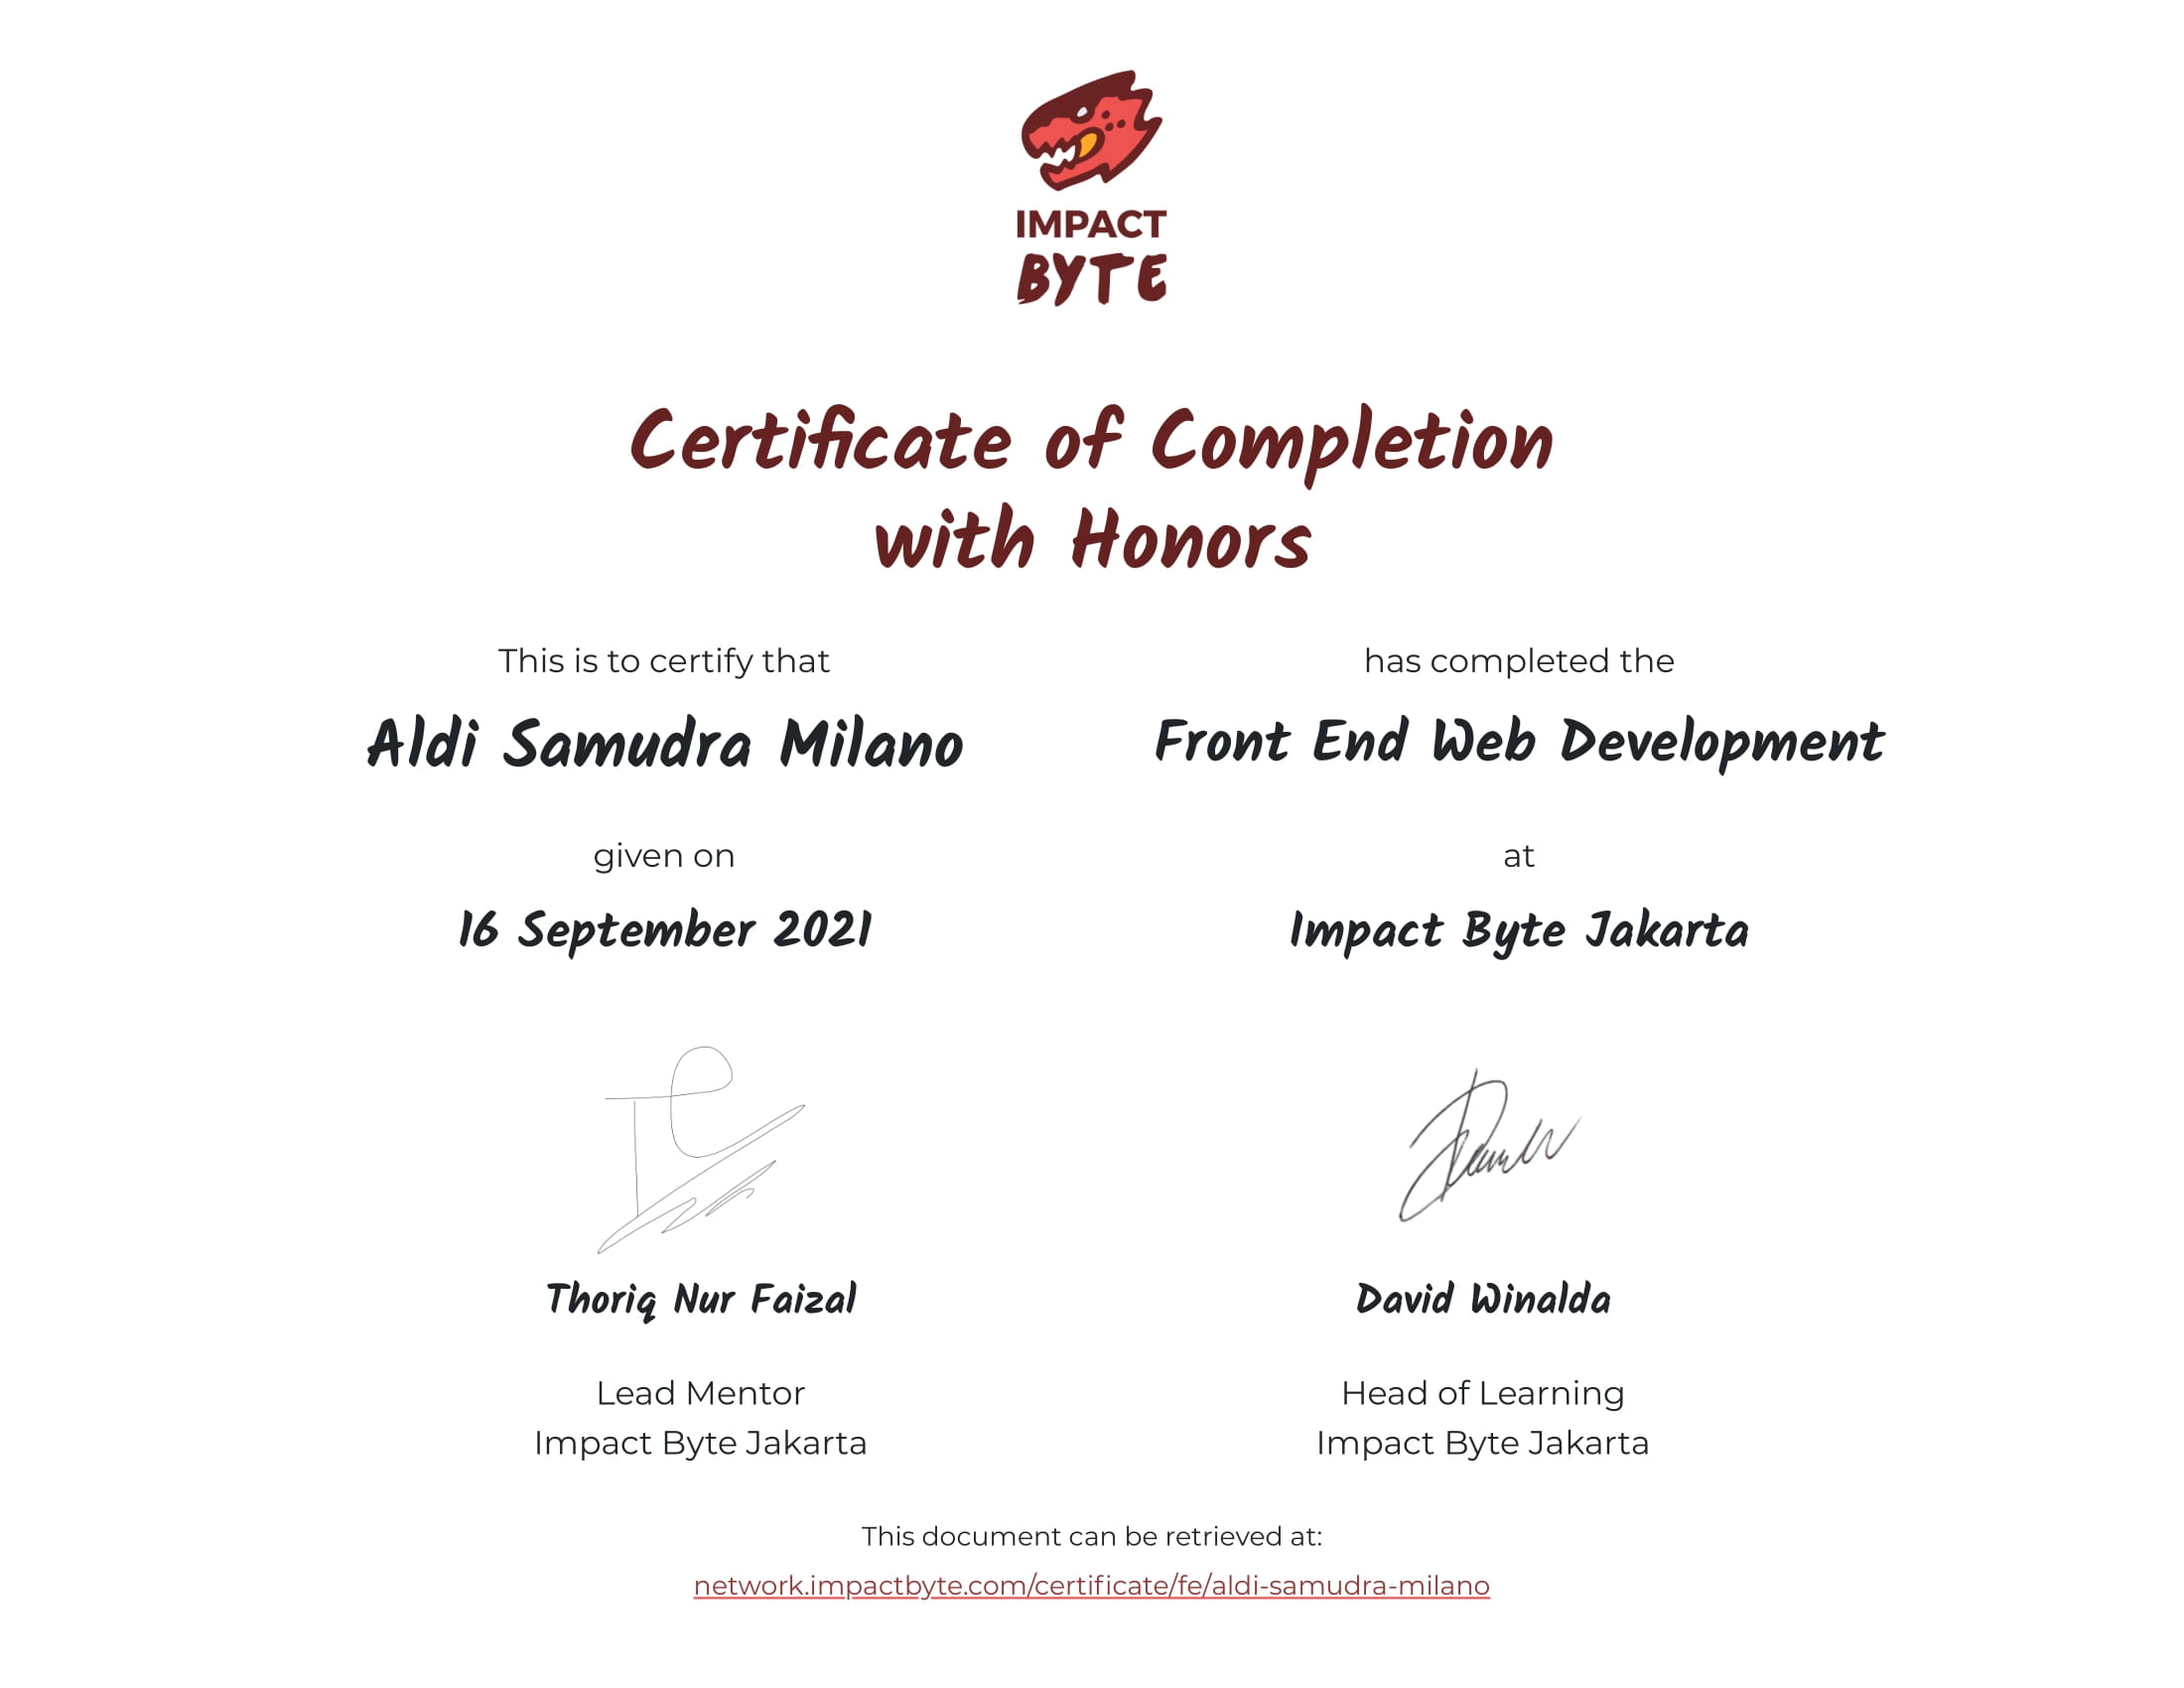 IMPACT
BYTE
Certificate of Completion
with Honors
This is to certify that
Aldi Samudra Milano
has completed the
Front End Web Development
given on
16 September 2021
at
Impact Byte Jakarta
Thoriq Nur Faizal
Lead Mentor
Impact Byte Jakarta
David Winalda
Head of Learning
Impact Byte Jakarta
This document can be retrieved at:
network.impactbyte.com/certificate/fe/aldi-samudra-milano